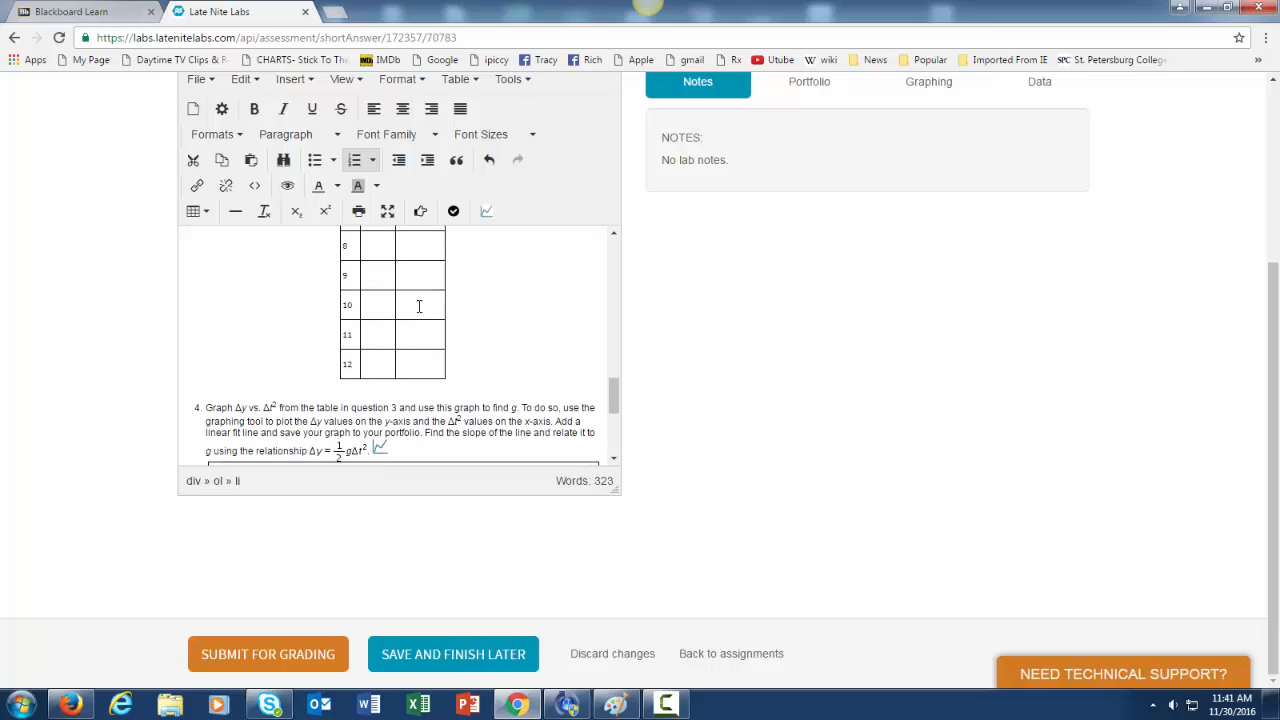 Blackboard Learn
Late Nite Labs
https://labs.latenitelabs.com/api/assessment/shortAnswer/172357/70783
Apps My Page Daytime TV Clips & R CHARTS- Stick To The IMDb Google ipiccy Tracy Rich Apple gmail Rx Utube wiki News Popular Imported From IE St. Petersburg College »
File Edit Insert View Format Table Tools
Notes Portfolio Graphing Data
Formats Paragraph Font Family Font Sizes
NOTES:
No lab notes.
8
9
10
11
12
4. Graph Δy vs. Δt² from the table in question 3 and use this graph to find g. To do so, use the
graphing tool to plot the Δy values on the y-axis and the Δt² values on the x-axis. Add a
linear fit line and save your graph to your portfolio. Find the slope of the line and relate it to
g using the relationship Δy = 1/2 gΔt².
div » ol » li Words: 323
SUBMIT FOR GRADING SAVE AND FINISH LATER Discard changes Back to assignments
NEED TECHNICAL SUPPORT?
11:41 AM
11/30/2016